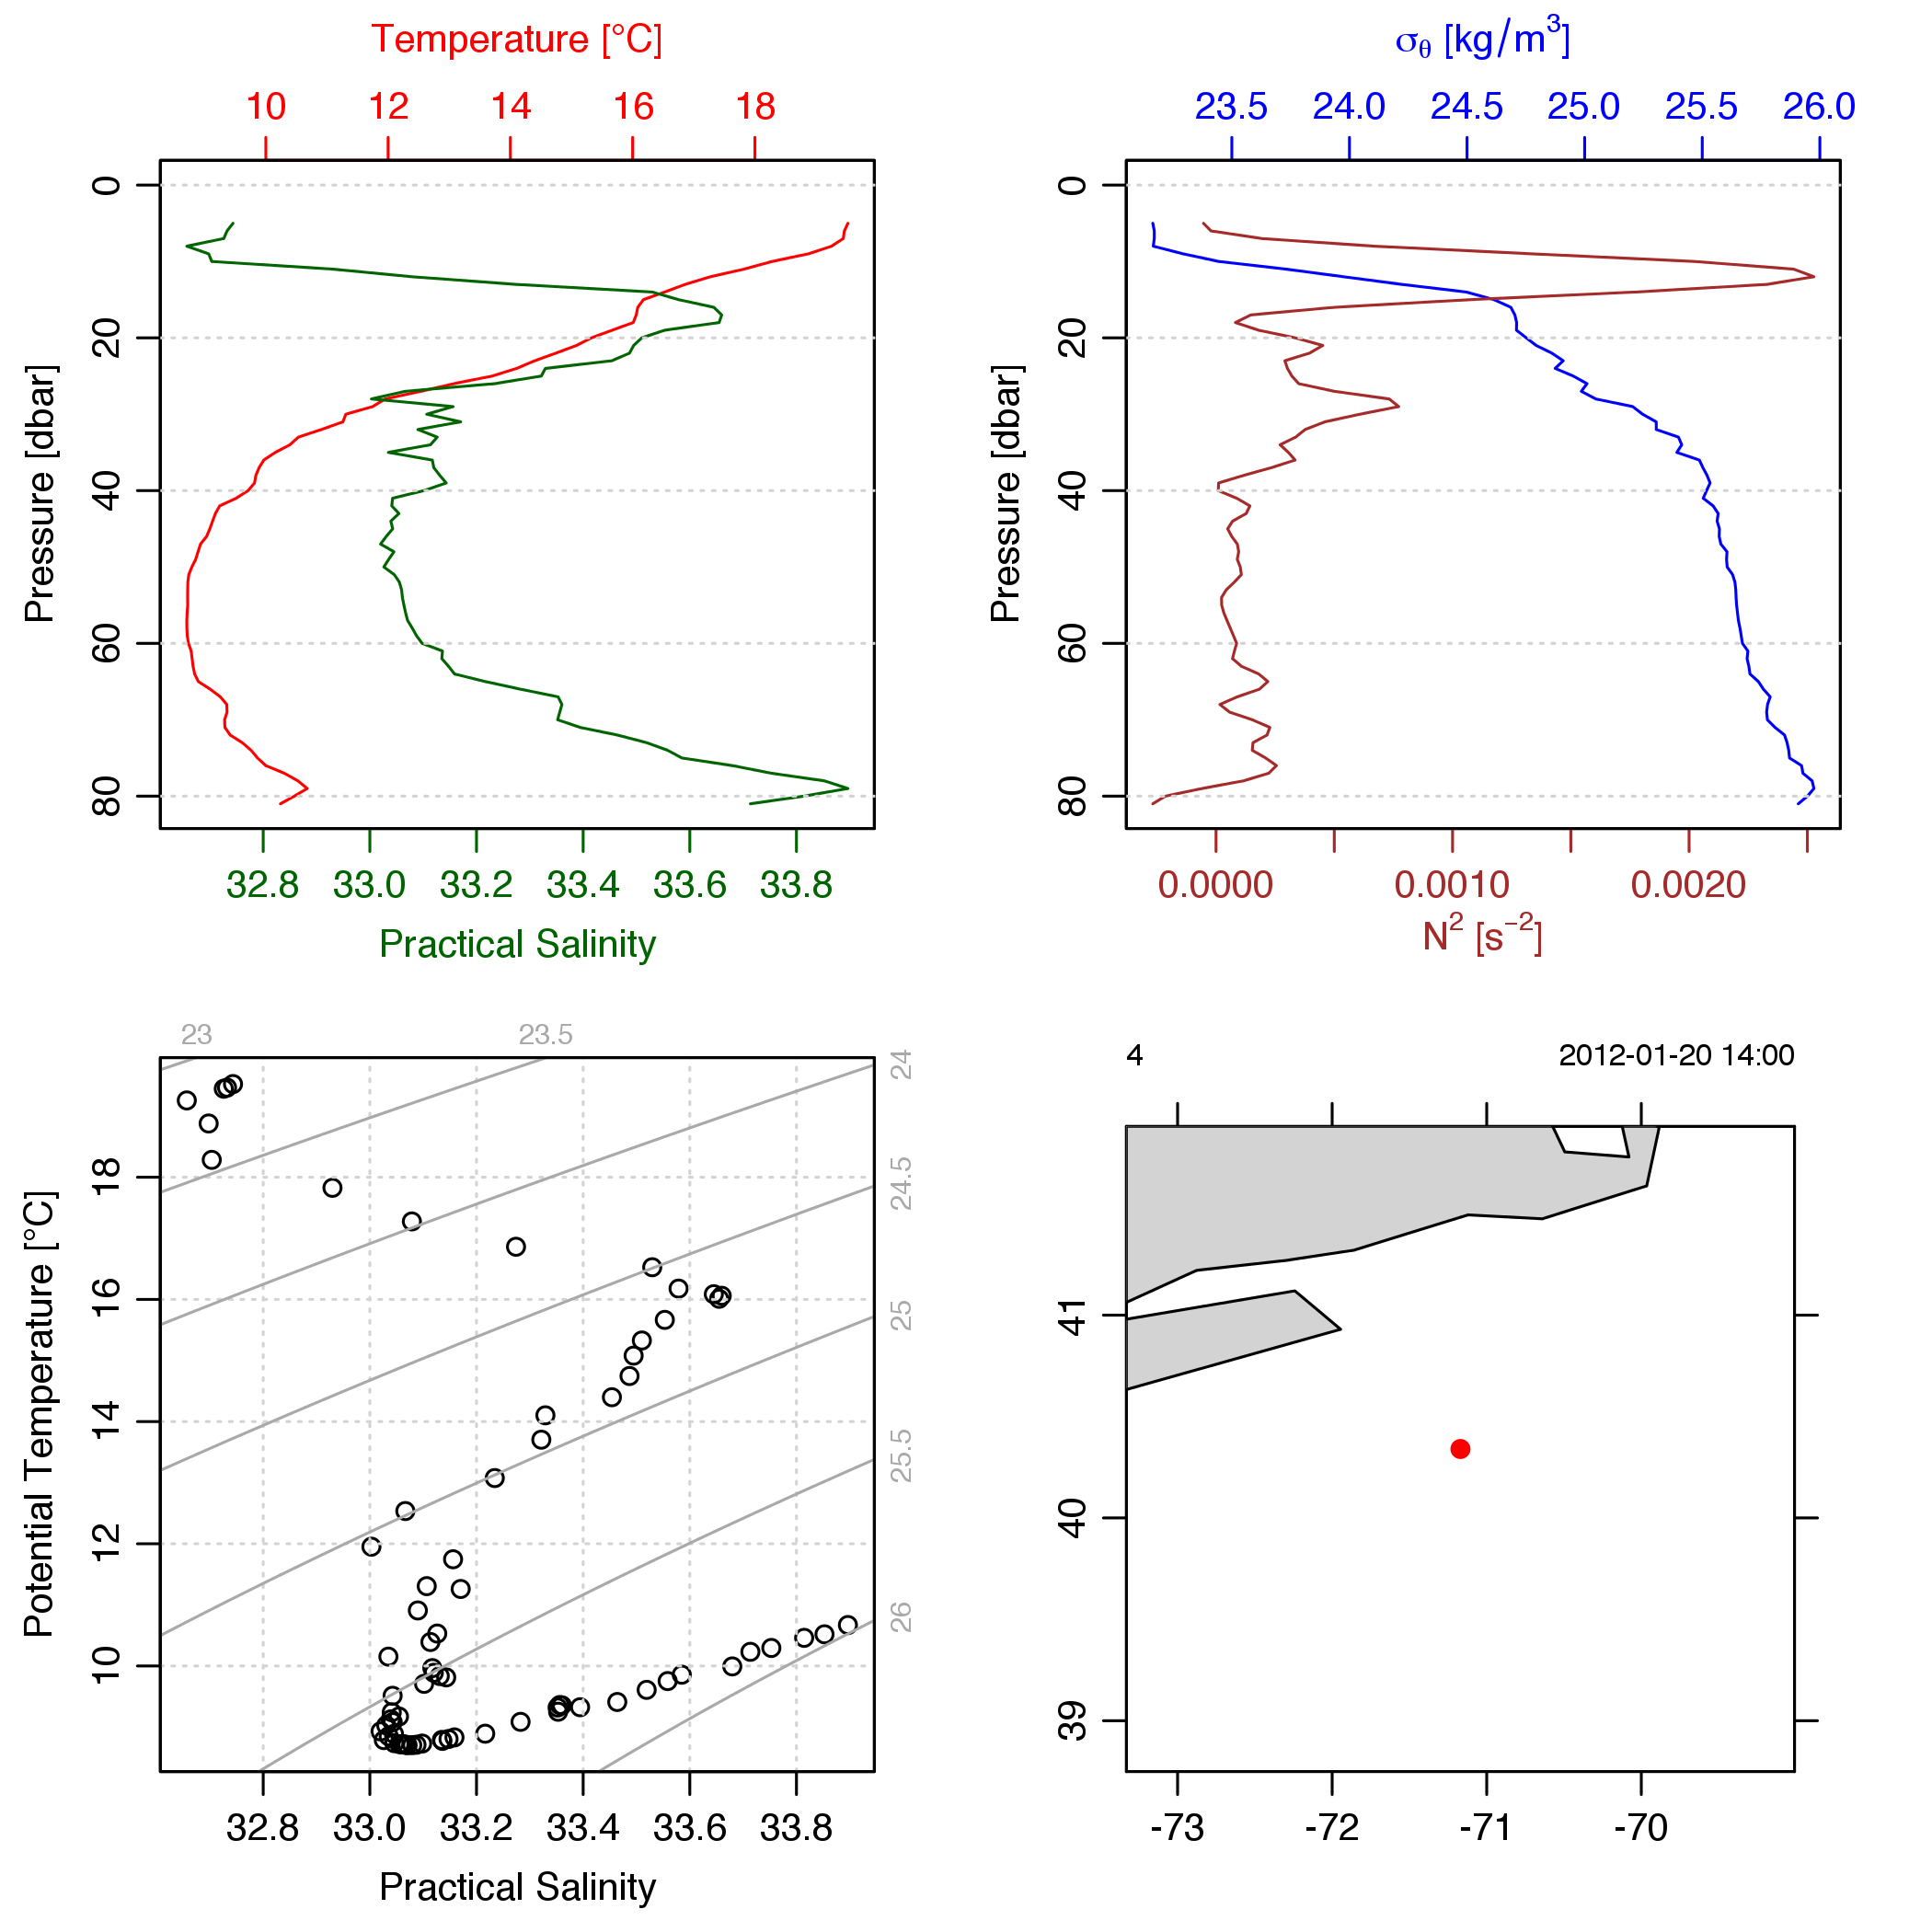 Temperature [°C]
10 12 14 16 18
0
20
40
60
80
Pressure [dbar]
32.8 33.0 33.2 33.4 33.6 33.8
Practical Salinity
σθ [kg/m³]
23.5 24.0 24.5 25.0 25.5 26.0
0
20
40
60
80
Pressure [dbar]
0.0000 0.0010 0.0020
N² [s⁻²]
23 23.5
24
24.5
25
25.5
26
18
16
14
12
10
Potential Temperature [°C]
32.8 33.0 33.2 33.4 33.6 33.8
Practical Salinity
4 2012-01-20 14:00
41
40
39
-73 -72 -71 -70